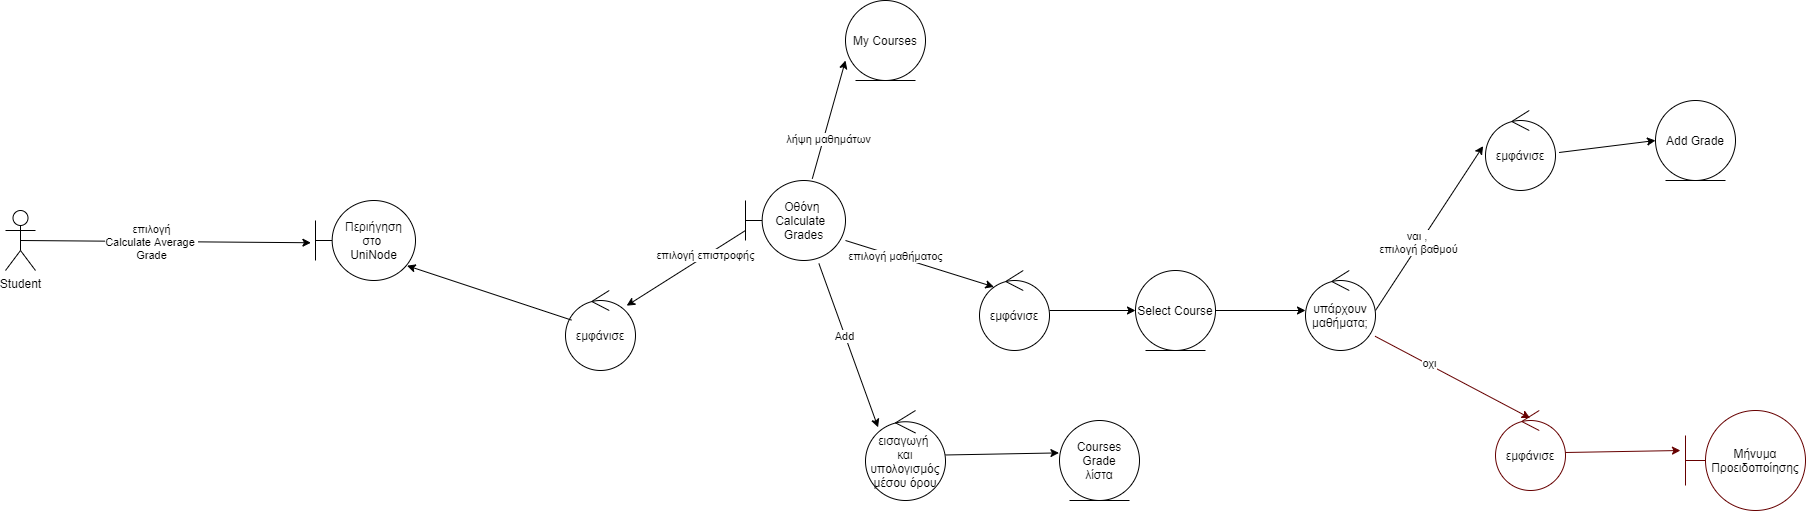 My Courses
λήψη μαθημάτων
Add Grade
εμφάνισε
ναι ,
επιλογή βαθμού
Οθόνη
Calculate
Grades
επιλογή
Calculate Average
Grade
Περιήγηση
στο
UniNode
Student
επιλογή επιστροφής
επιλογή μαθήματος
εμφάνισε
εμφάνισε
Select Course
υπάρχουν
μαθήματα;
Add
οχι
εισαγωγή
και
υπολογισμός
μέσου όρου
Courses
Grade
λίστα
εμφάνισε
Μήνυμα
Προειδοποίησης